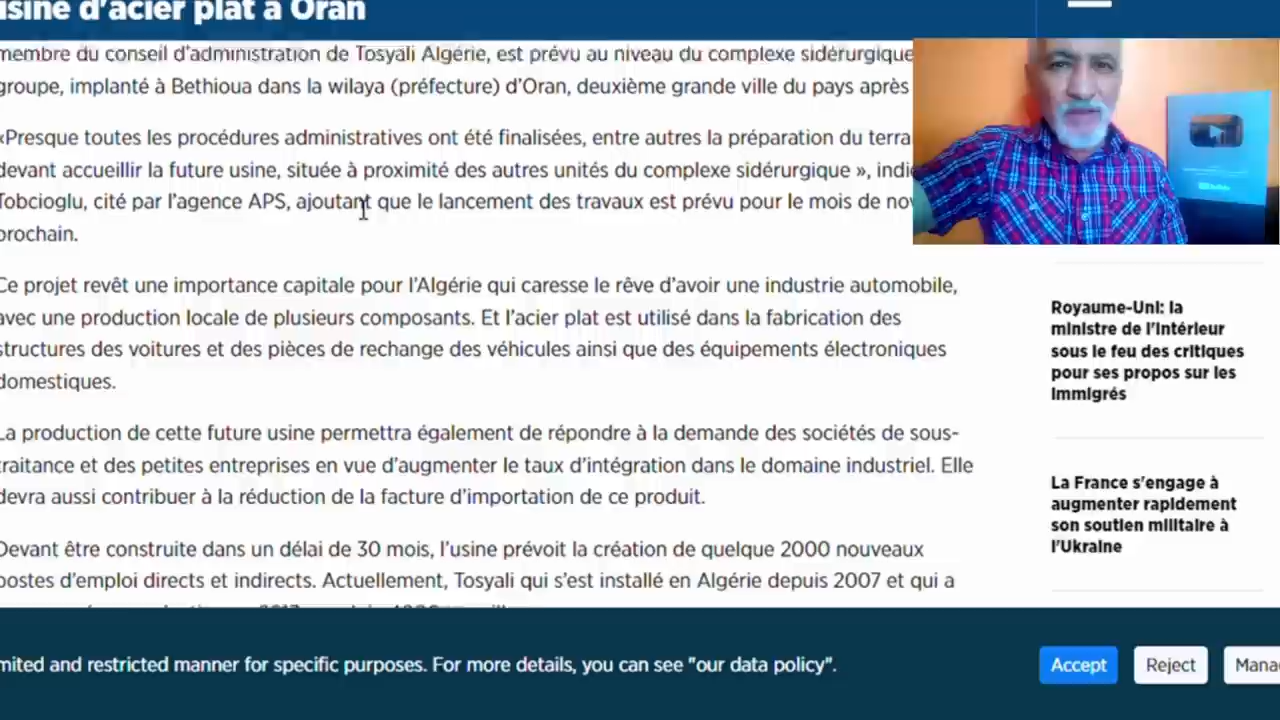 usine d'acier plat à Oran
membre du conseil d'administration de Tosyali Algérie, est prévu au niveau du complexe sidérurgique
groupe, implanté à Bethioua dans la wilaya (préfecture) d'Oran, deuxième grande ville du pays après
«Presque toutes les procédures administratives ont été finalisées, entre autres la préparation du terra
devant accueillir la future usine, située à proximité des autres unités du complexe sidérurgique », indi
Tobcioglu, cité par l'agence APS, ajoutant que le lancement des travaux est prévu pour le mois de nov
prochain.
Ce projet revêt une importance capitale pour l'Algérie qui caresse le rêve d'avoir une industrie automobile,
avec une production locale de plusieurs composants. Et l'acier plat est utilisé dans la fabrication des
structures des voitures et des pièces de rechange des véhicules ainsi que des équipements électroniques
domestiques.
La production de cette future usine permettra également de répondre à la demande des sociétés de sous-
traitance et des petites entreprises en vue d'augmenter le taux d'intégration dans le domaine industriel. Elle
devra aussi contribuer à la réduction de la facture d'importation de ce produit.
Devant être construite dans un délai de 30 mois, l'usine prévoit la création de quelque 2000 nouveaux
postes d'emploi directs et indirects. Actuellement, Tosyali qui s'est installé en Algérie depuis 2007 et qui a
Royaume-Uni: la
ministre de l'Intérieur
sous le feu des critiques
pour ses propos sur les
immigrés
La France s'engage à
augmenter rapidement
son soutien militaire à
l'Ukraine
mited and restricted manner for specific purposes. For more details, you can see "our data policy".
Accept
Reject
Mana